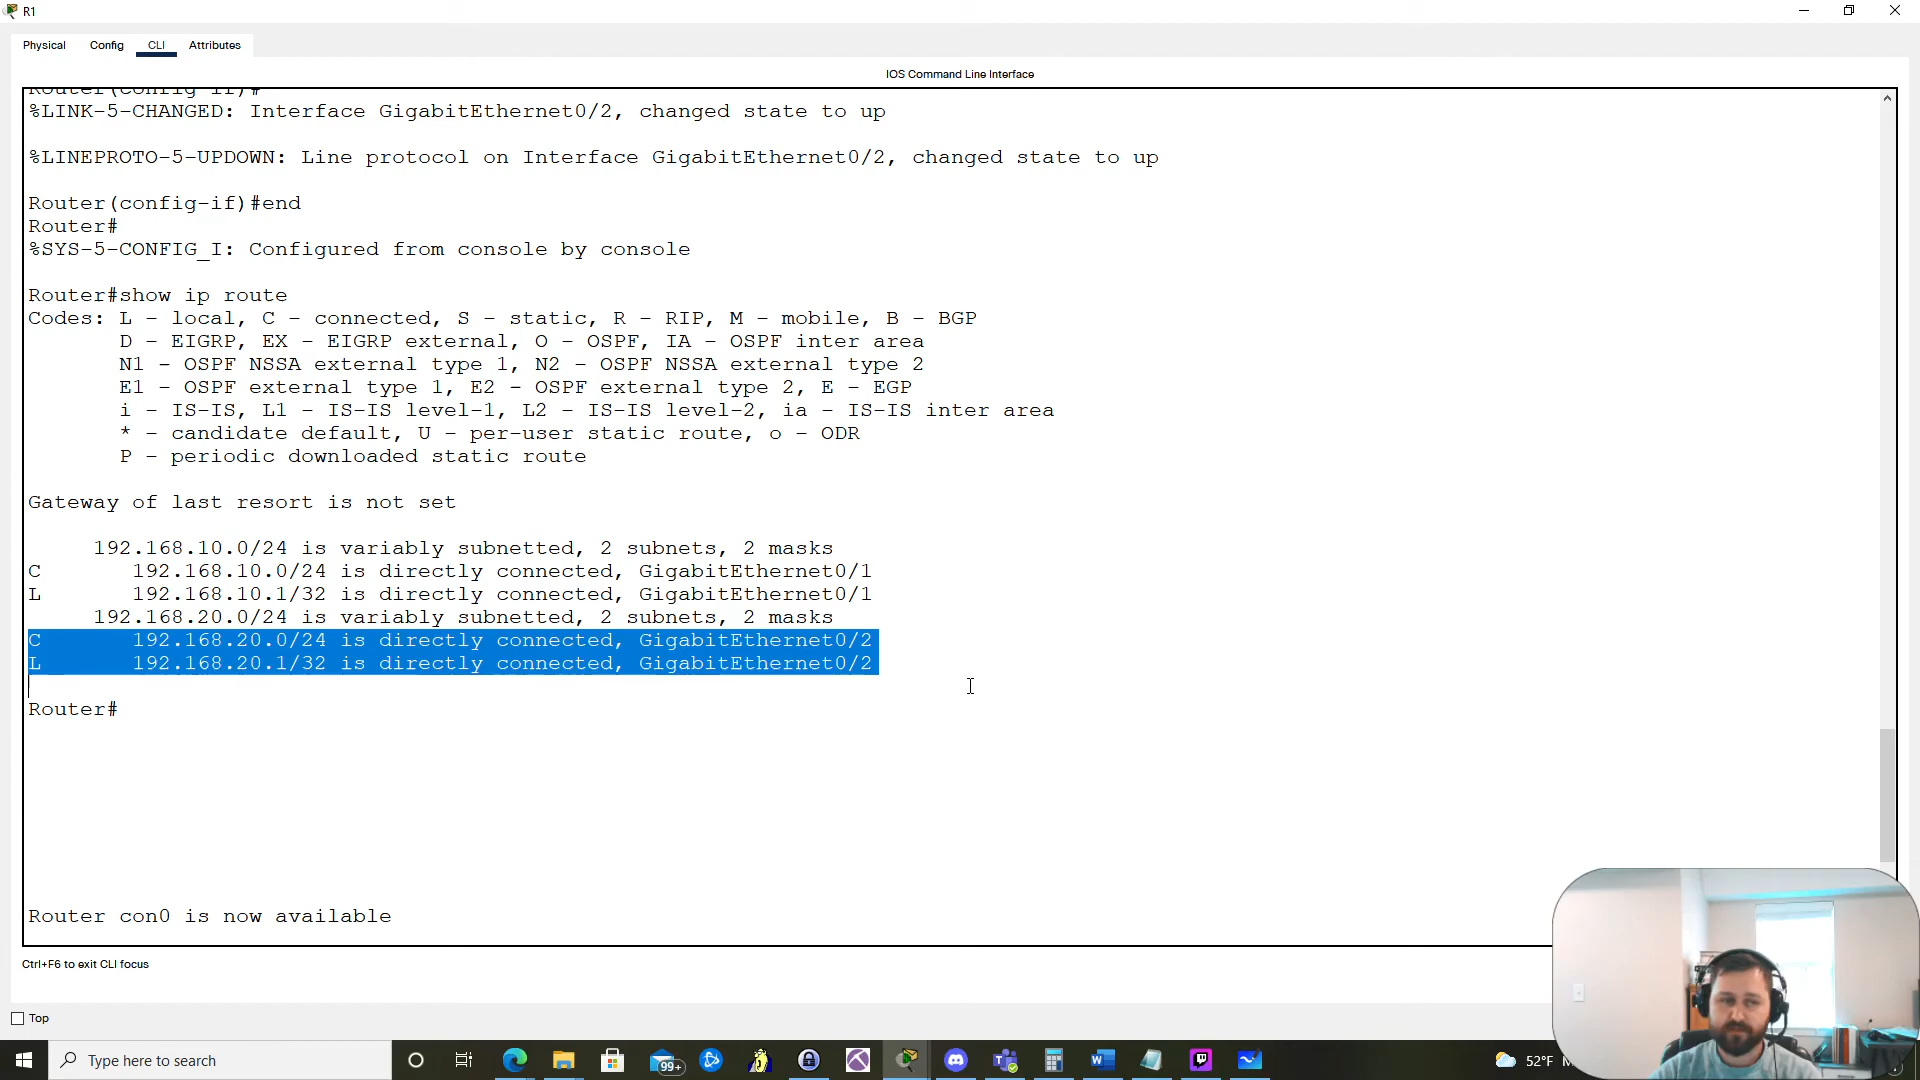 R1
Physical Config CLI Attributes
IOS Command Line Interface
Router(config-if)#
%LINK-5-CHANGED: Interface GigabitEthernet0/2, changed state to up
%LINEPROTO-5-UPDOWN: Line protocol on Interface GigabitEthernet0/2, changed state to up
Router(config-if)#end
Router#
%SYS-5-CONFIG_I: Configured from console by console
Router#show ip route
Codes: L - local, C - connected, S - static, R - RIP, M - mobile, B - BGP
D - EIGRP, EX - EIGRP external, O - OSPF, IA - OSPF inter area
N1 - OSPF NSSA external type 1, N2 - OSPF NSSA external type 2
E1 - OSPF external type 1, E2 - OSPF external type 2, E - EGP
i - IS-IS, L1 - IS-IS level-1, L2 - IS-IS level-2, ia - IS-IS inter area
* - candidate default, U - per-user static route, o - ODR
P - periodic downloaded static route
Gateway of last resort is not set
192.168.10.0/24 is variably subnetted, 2 subnets, 2 masks
C 192.168.10.0/24 is directly connected, GigabitEthernet0/1
L 192.168.10.1/32 is directly connected, GigabitEthernet0/1
192.168.20.0/24 is variably subnetted, 2 subnets, 2 masks
C 192.168.20.0/24 is directly connected, GigabitEthernet0/2
L 192.168.20.1/32 is directly connected, GigabitEthernet0/2
Router#
Router con0 is now available
Ctrl+F6 to exit CLI focus
Top
Type here to search
99+
52°F